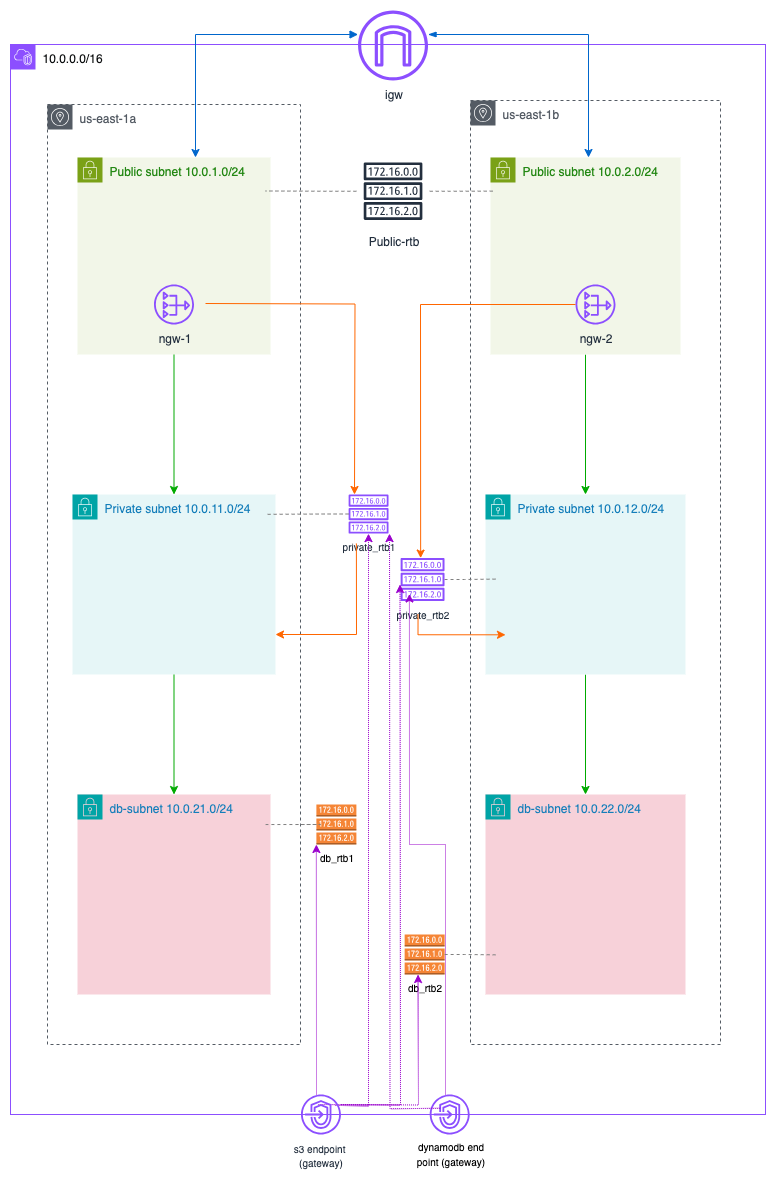 10.0.0.0/16
igw
us-east-1a
us-east-1b
Public subnet 10.0.1.0/24
172.16.0.0
172.16.1.0
172.16.2.0
Public-rtb
Public subnet 10.0.2.0/24
ngw-1
ngw-2
Private subnet 10.0.11.0/24
172.16.0.0
172.16.1.0
172.16.2.0
private_rtb1
Private subnet 10.0.12.0/24
172.16.0.0
172.16.1.0
172.16.2.0
private_rtb2
db-subnet 10.0.21.0/24
172.16.0.0
172.16.1.0
172.16.2.0
db_rtb1
db-subnet 10.0.22.0/24
172.16.0.0
172.16.1.0
172.16.2.0
db_rtb2
s3 endpoint
(gateway)
dynamodb end
point (gateway)